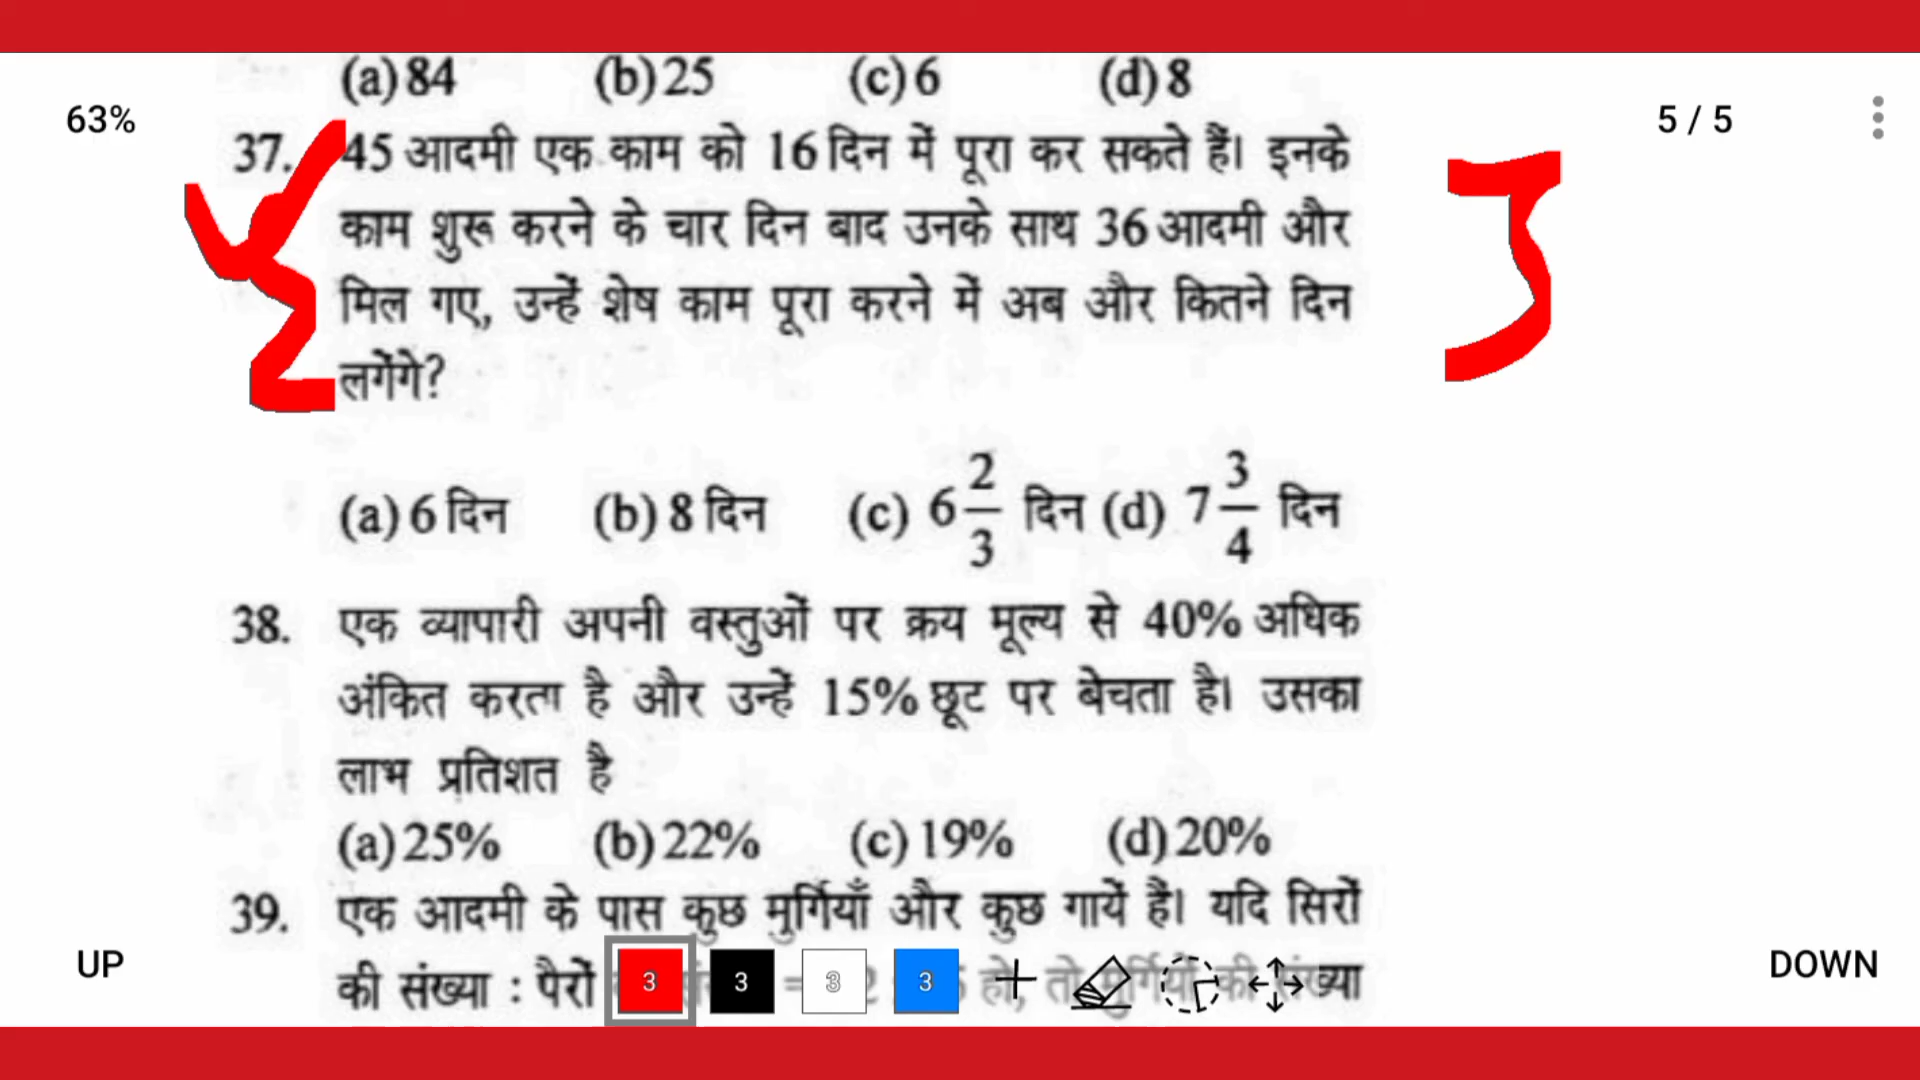 (a) 84 (b) 25 (c) 6 (d) 8
63%
5 / 5
37. 45 आदमी एक काम को 16 दिन में पूरा कर सकते हैं। इनके
काम शुरू करने के चार दिन बाद उनके साथ 36 आदमी और
मिल गए, उन्हें शेष काम पूरा करने में अब और कितने दिन
लगेंगे?
(a) 6 दिन (b) 8 दिन (c) 6 2/3 दिन (d) 7 3/4 दिन
38. एक व्यापारी अपनी वस्तुओं पर क्रय मूल्य से 40% अधिक
अंकित करता है और उन्हें 15% छूट पर बेचता है। उसका
लाभ प्रतिशत है
(a) 25% (b) 22% (c) 19% (d) 20%
39. एक आदमी के पास कुछ मुर्गियाँ और कुछ गायें हैं। यदि सिरों
की संख्या : पैरों = हो, तो मुर्गियों की संख्या
3 3 3 3
UP
DOWN